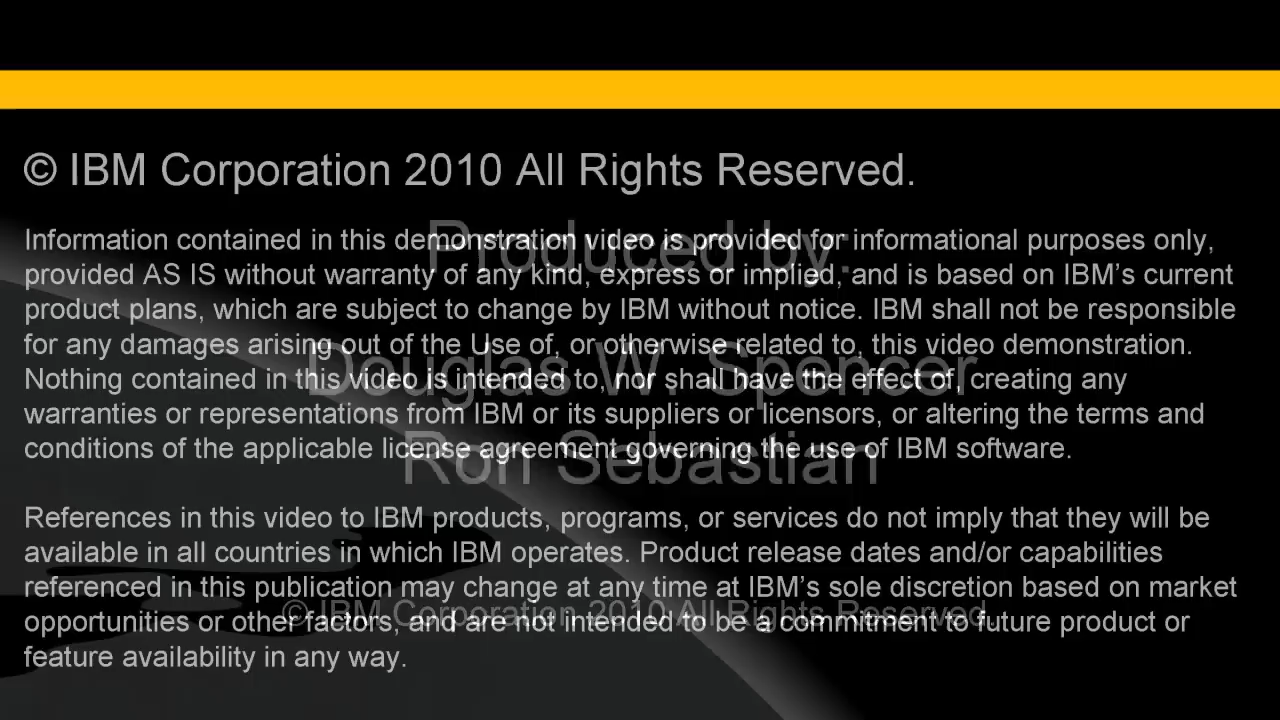 © IBM Corporation 2010 All Rights Reserved.
Information contained in this demonstration video is provided for informational purposes only,
provided AS IS without warranty of any kind, express or implied, and is based on IBM’s current
product plans, which are subject to change by IBM without notice. IBM shall not be responsible
for any damages arising out of the Use of, or otherwise related to, this video demonstration.
Nothing contained in this video is intended to, nor shall have the effect of, creating any
warranties or representations from IBM or its suppliers or licensors, or altering the terms and
conditions of the applicable license agreement governing the use of IBM software.
References in this video to IBM products, programs, or services do not imply that they will be
available in all countries in which IBM operates. Product release dates and/or capabilities
referenced in this publication may change at any time at IBM’s sole discretion based on market
opportunities or other factors, and are not intended to be a commitment to future product or
feature availability in any way.
Produced by:
Douglas W. Spencer
Ron Sebastian
© IBM Corporation 2010 All Rights Reserved